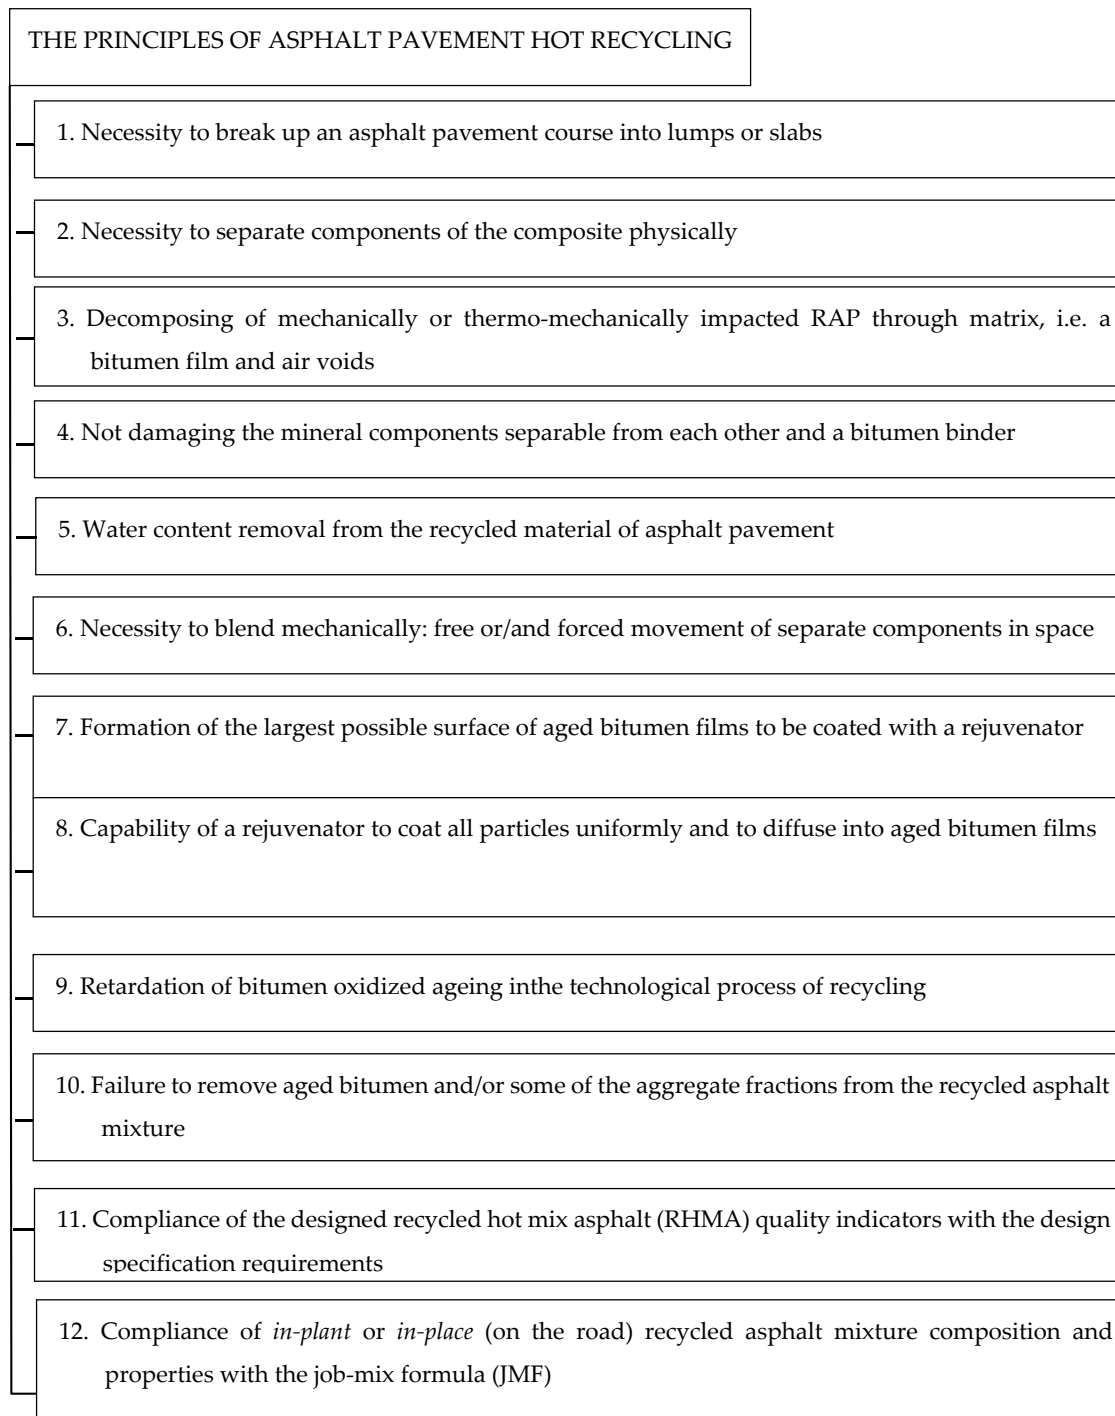 THE PRINCIPLES OF ASPHALT PAVEMENT HOT RECYCLING
1. Necessity to break up an asphalt pavement course into lumps or slabs
2. Necessity to separate components of the composite physically
3. Decomposing of mechanically or thermo-mechanically impacted RAP through matrix, i.e. a
bitumen film and air voids
4. Not damaging the mineral components separable from each other and a bitumen binder
5. Water content removal from the recycled material of asphalt pavement
6. Necessity to blend mechanically: free or/and forced movement of separate components in space
7. Formation of the largest possible surface of aged bitumen films to be coated with a rejuvenator
8. Capability of a rejuvenator to coat all particles uniformly and to diffuse into aged bitumen films
9. Retardation of bitumen oxidized ageing inthe technological process of recycling
10. Failure to remove aged bitumen and/or some of the aggregate fractions from the recycled asphalt
mixture
11. Compliance of the designed recycled hot mix asphalt (RHMA) quality indicators with the design
specification requirements
12. Compliance of in-plant or in-place (on the road) recycled asphalt mixture composition and
properties with the job-mix formula (JMF)